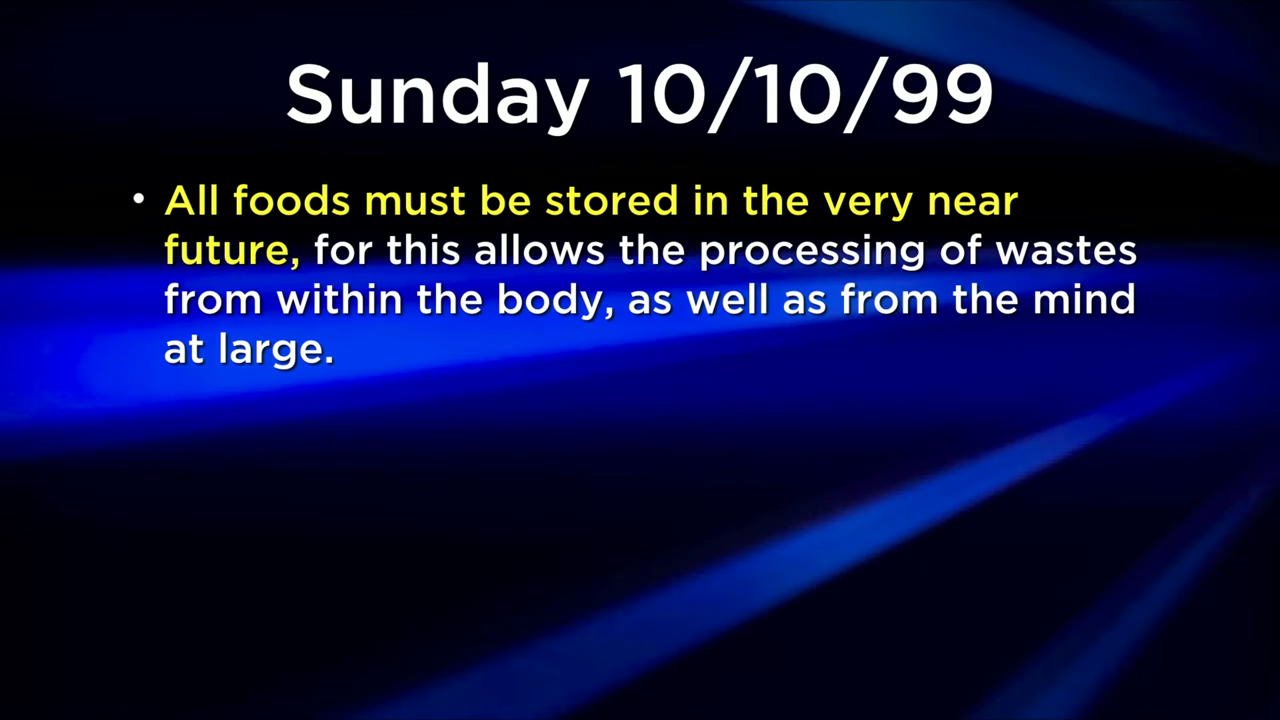 Sunday 10/10/99
• All foods must be stored in the very near
future, for this allows the processing of wastes
from within the body, as well as from the mind
at large.